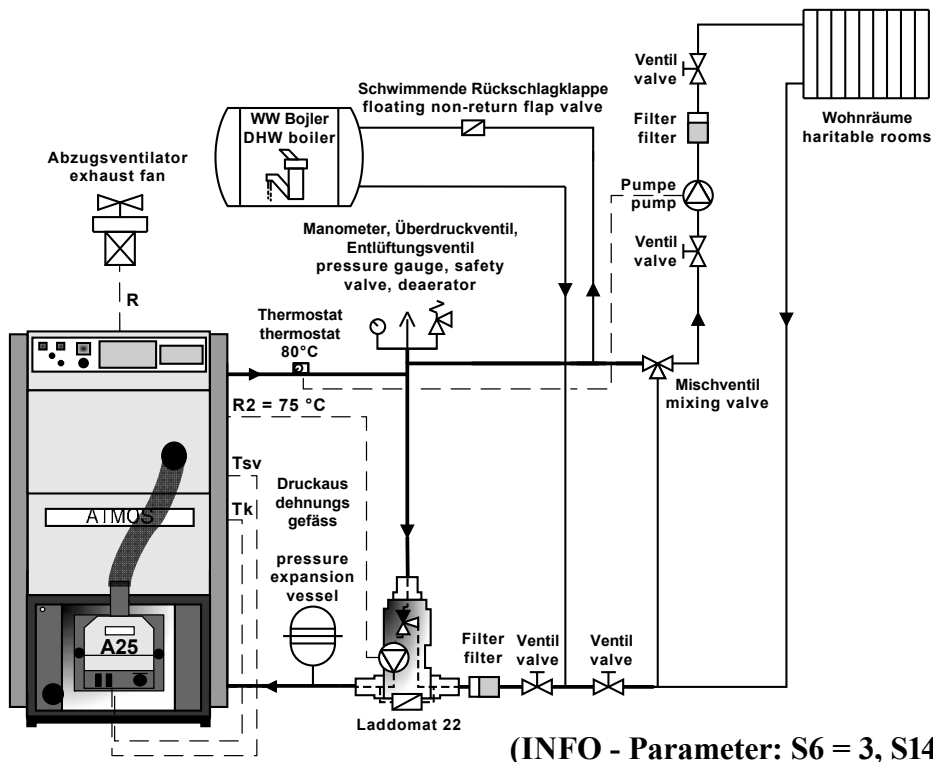 Ventil
valve
Schwimmende Rückschlagklappe
floating non-return flap valve
WW Bojler
DHW boiler
Filter
filter
Wohnräume
haritable rooms
Abzugsventilator
exhaust fan
Pumpe
pump
Manometer, Überdruckventil,
Entlüftungsventil
pressure gauge, safety
valve, deaerator
Ventil
valve
R
Thermostat
thermostat
80°C
Mischventil
mixing valve
R2 = 75 °C
Tsv
Druckaus
dehnungs
gefäss
Tk
ATMOS
pressure
expansion
vessel
A25
Filter
filter
Ventil
valve
Ventil
valve
Laddomat 22
(INFO - Parameter: S6 = 3, S14